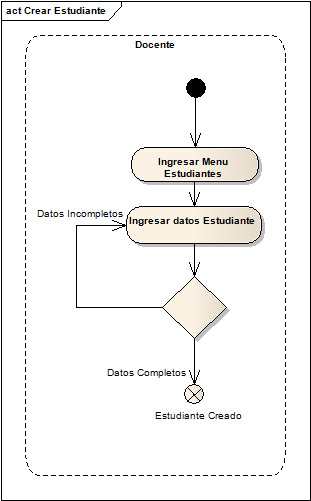 act Crear Estudiante
Docente
Ingresar Menu
Estudiantes
Datos Incompletos
Ingresar datos Estudiante
Datos Completos
Estudiante Creado